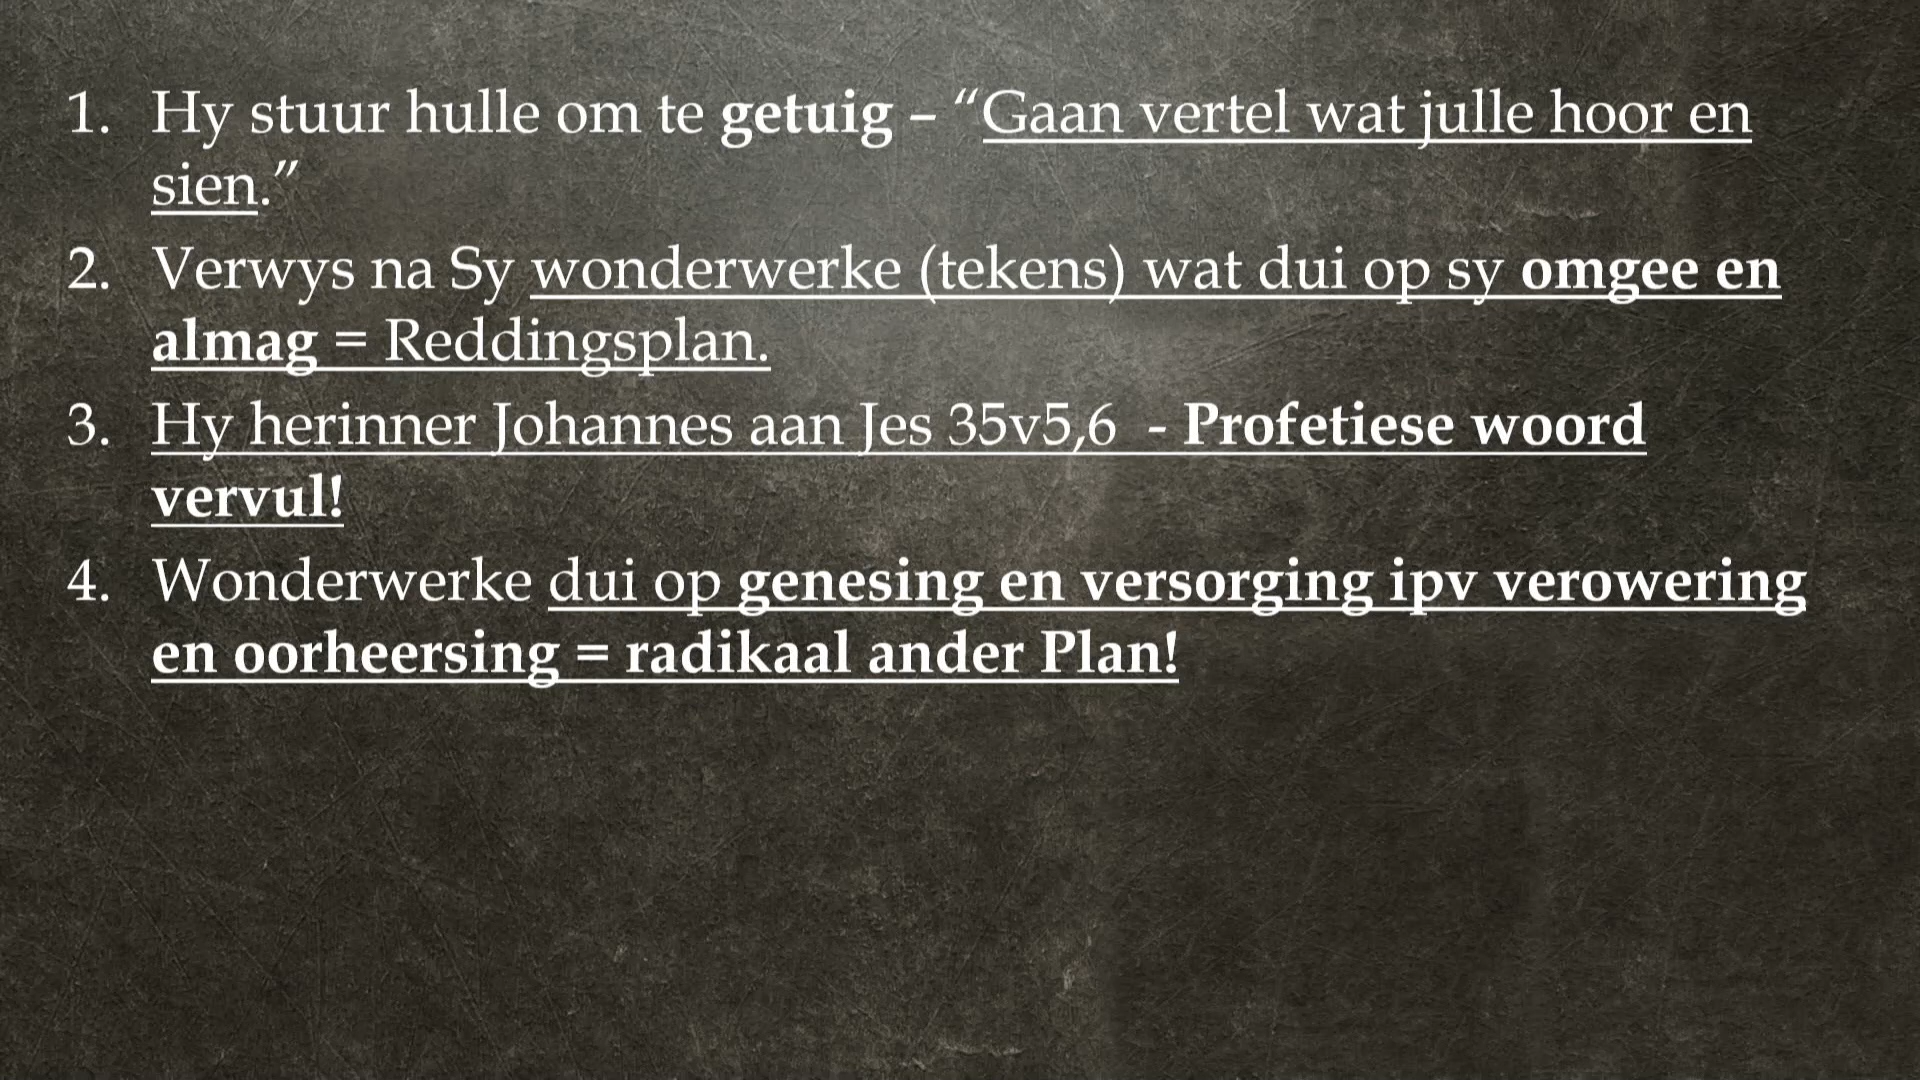 1. Hy stuur hulle om te getuig – “Gaan vertel wat julle hoor en
sien.”
2. Verwys na Sy wonderwerke (tekens) wat dui op sy omgee en
almag = Reddingsplan.
3. Hy herinner Johannes aan Jes 35v5,6 - Profetiese woord
vervul!
4. Wonderwerke dui op genesing en versorging ipv verowering
en oorheersing = radikaal ander Plan!